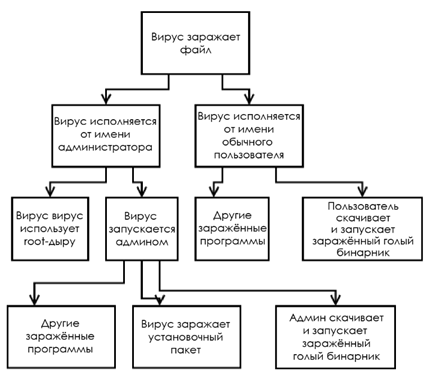 Вирус заражает
файл
Вирус исполняется
от имени
администратора
Вирус исполняется
от имени
обычного
пользователя
Вирус вирус
использует
root-дыру
Вирус
запускается
админом
Другие
заражённые
программы
Пользователь
скачивает
и запускает
заражённый голый
бинарник
Другие
заражённые
программы
Вирус заражает
установочный
пакет
Админ скачивает
и запускает
заражённый
голый бинарник